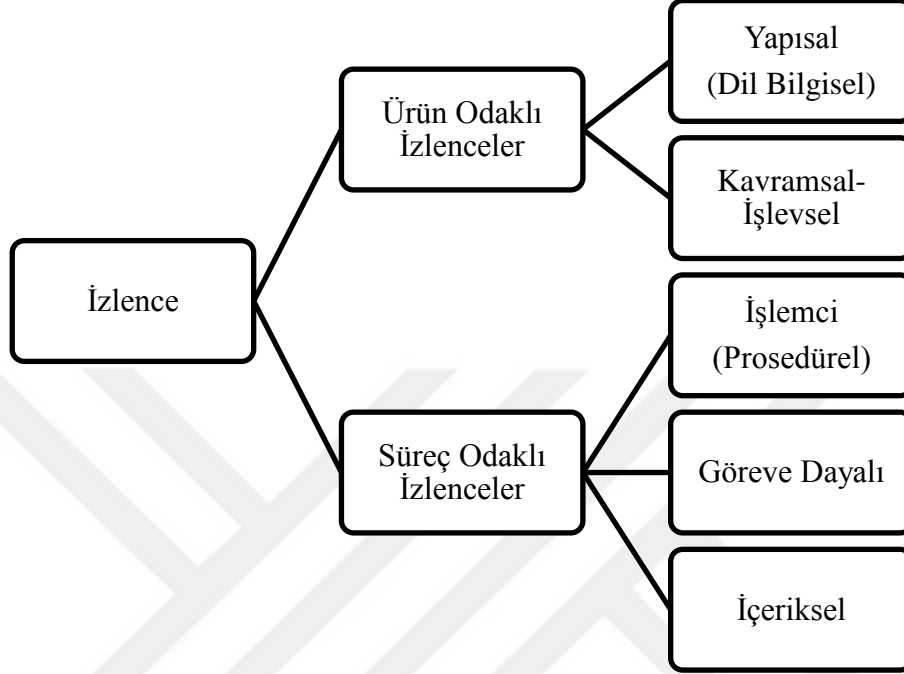 İzlence
Ürün Odaklı
İzlenceler
Yapısal
(Dil Bilgisel)
Kavramsal-
İşlevsel
Süreç Odaklı
İzlenceler
İşlemci
(Prosedürel)
Göreve Dayalı
İçeriksel